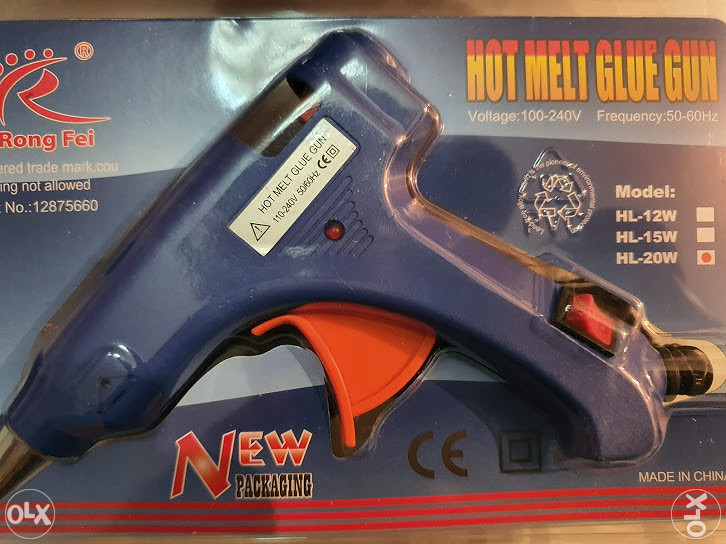 ®
Rong Fei
ered trade mark,cou
ing not allowed
No.:12875660
HOT MELT GLUE GUN
Voltage:100-240V Frequency:50-60Hz
HOT MELT GLUE GUN
110-240V 50/60Hz CE
Model:
HL-12W
HL-15W
HL-20W
NEW
PACKAGING
CE
MADE IN CHINA
OLX
OLX